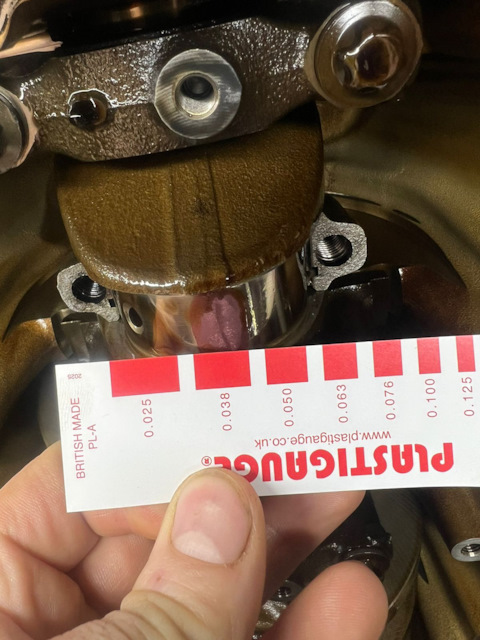 2025
BRITISH MADE
PL-A
0.025
0.038
0.050
0.063
0.076
0.100
0.125
www.plastigauge.co.uk
PLASTIGAUGE®